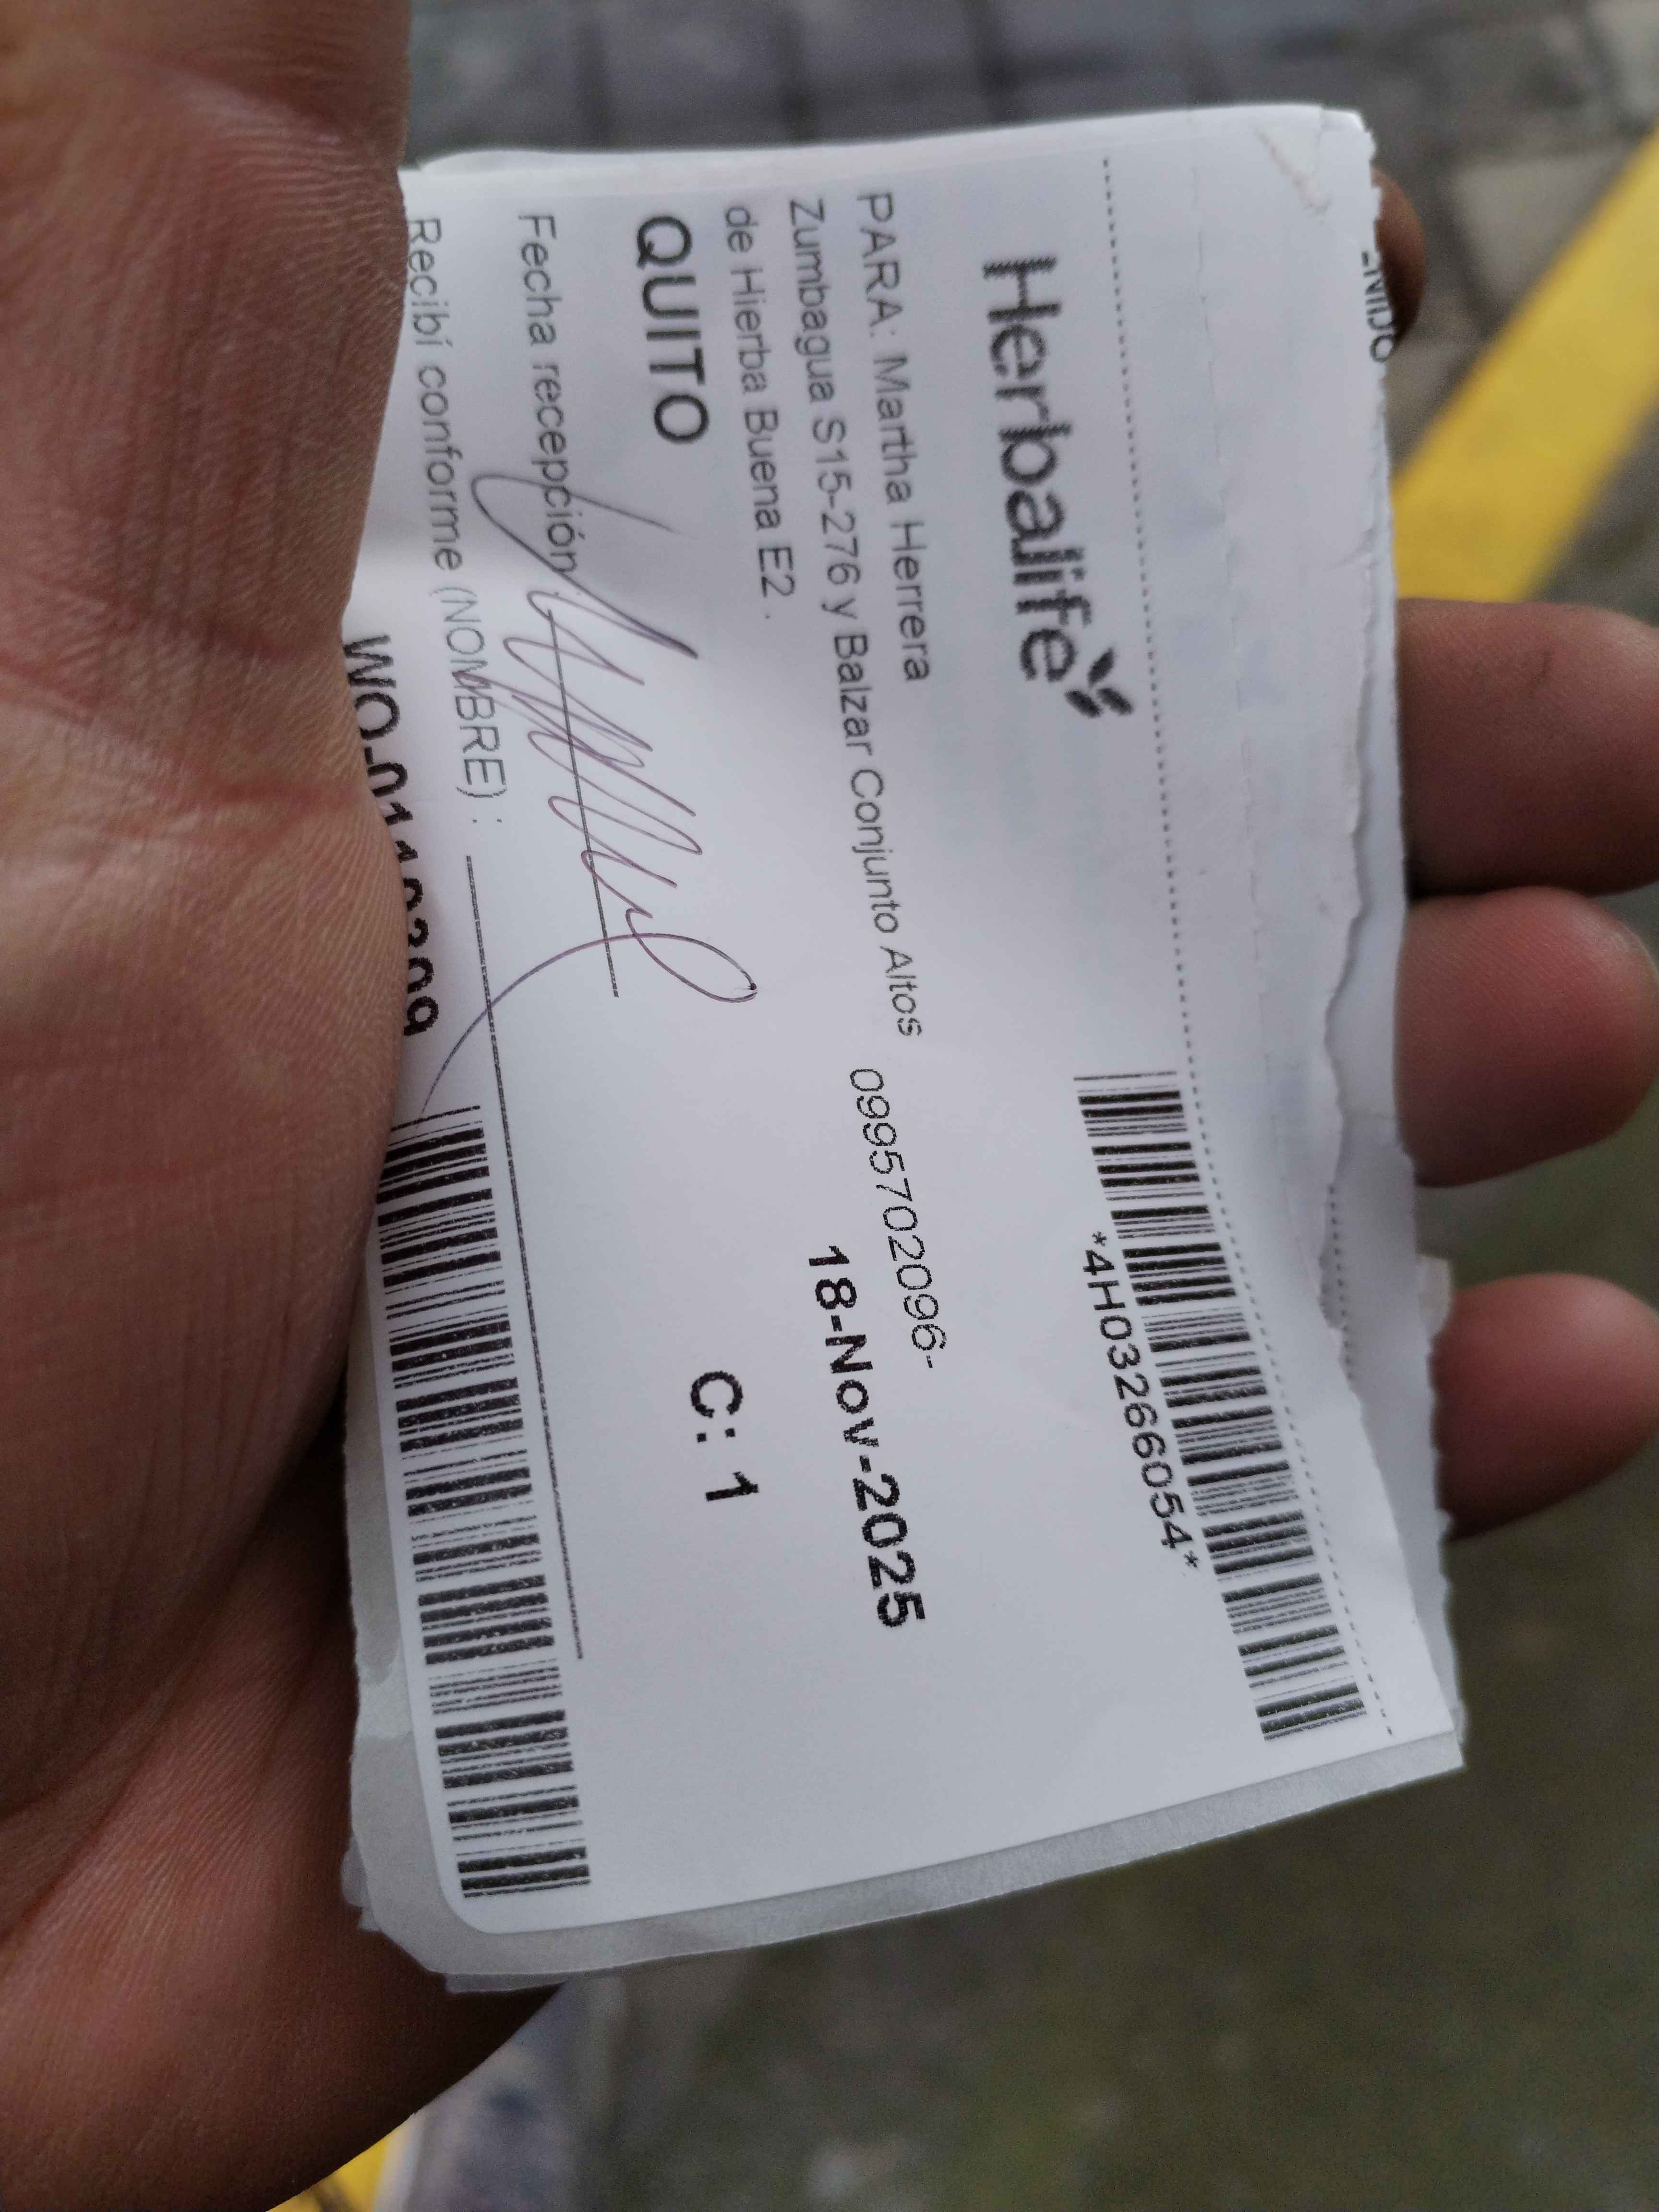 Herbalife
*4H03266054*
PARA: Martha Herrera
Zumbagua S15-276 y Balzar Conjunto Altos 0995702096-
de Hierba Buena E2 .
18-Nov-2025
QUITO
C: 1
Fecha recepción
Recibí conforme (NOMBRE) :